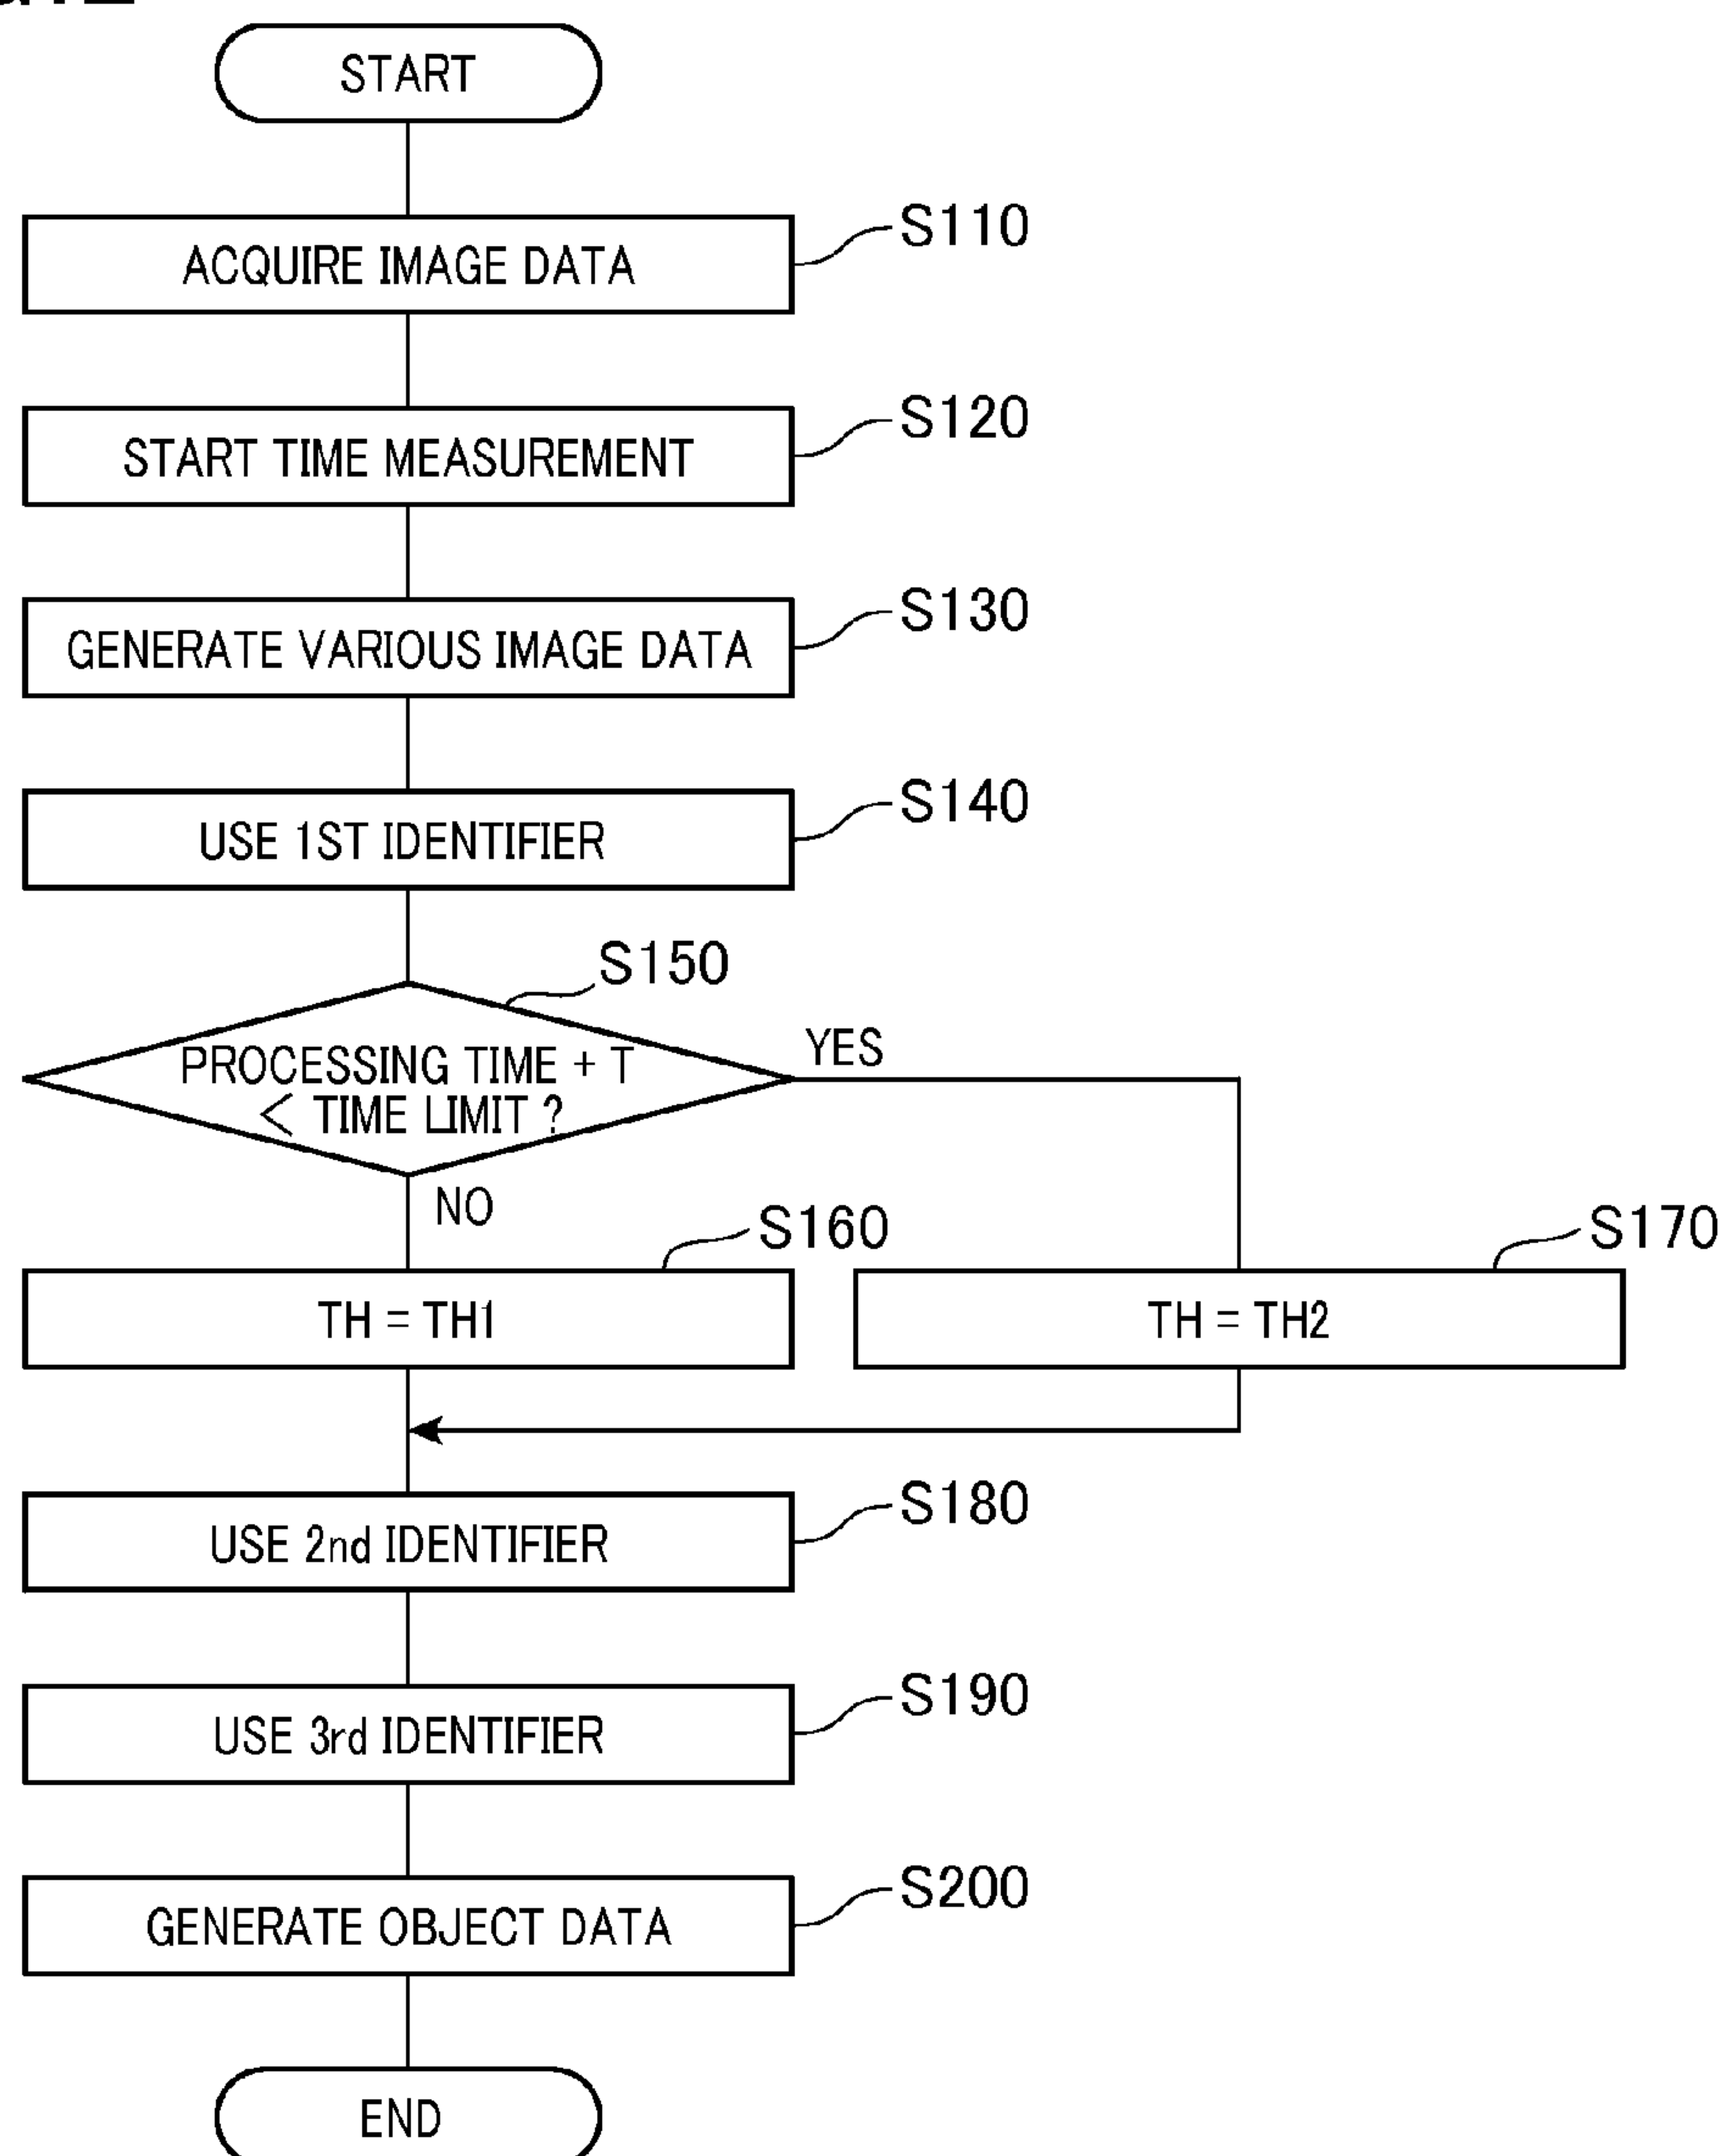 START
ACQUIRE IMAGE DATA
S110
START TIME MEASUREMENT
S120
GENERATE VARIOUS IMAGE DATA
S130
USE 1ST IDENTIFIER
S140
S150
PROCESSING TIME + T
< TIME LIMIT ?
YES
NO
S160
TH = TH1
S170
TH = TH2
USE 2nd IDENTIFIER
S180
USE 3rd IDENTIFIER
S190
GENERATE OBJECT DATA
S200
END